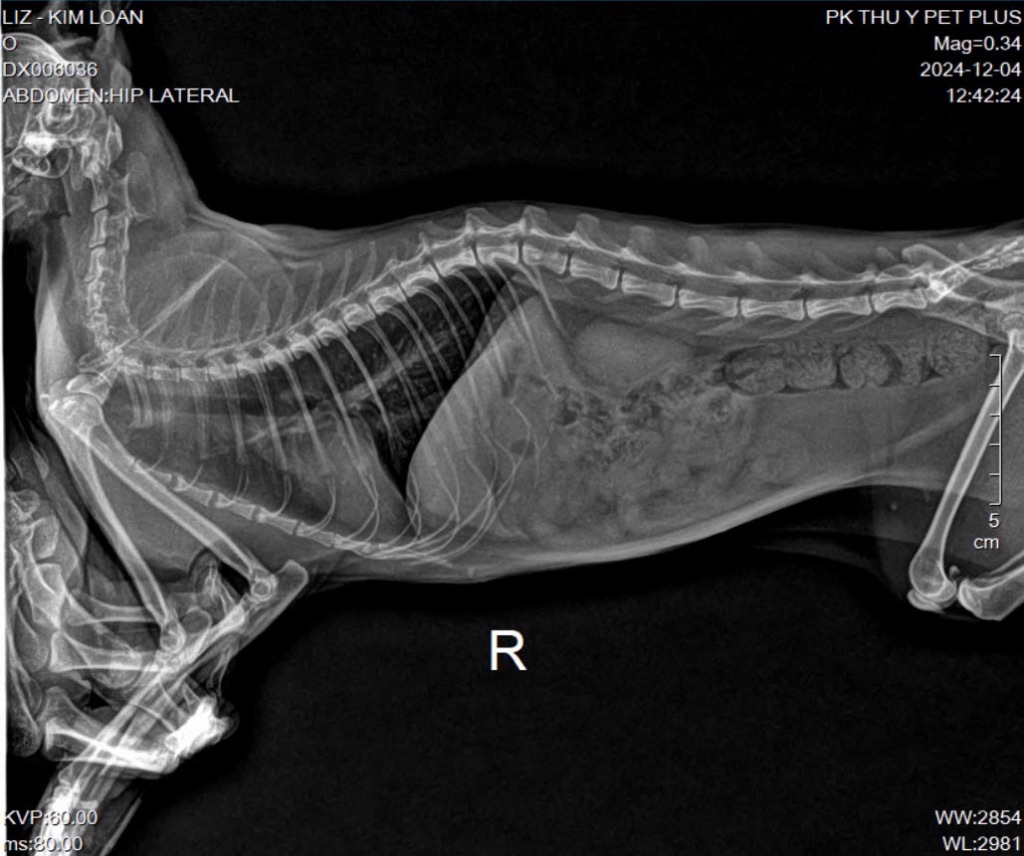 LIZ - KIM LOAN
O
DX006036
ABDOMEN:HIP LATERAL
PK THU Y PET PLUS
Mag=0.34
2024-12-04
12:42:24
5
cm
R
KVP:60.00
ms:80.00
WW:2854
WL:2981